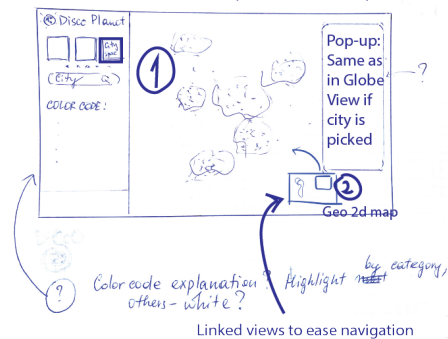 Disco Planet
City
(City
COLOR CODE:
1
Pop-up:
Same as
in Globe
View if
city is
picked
?
2
Geo 2d map
?
Color code explanation? Highlight by category,
others - white?
Linked views to ease navigation